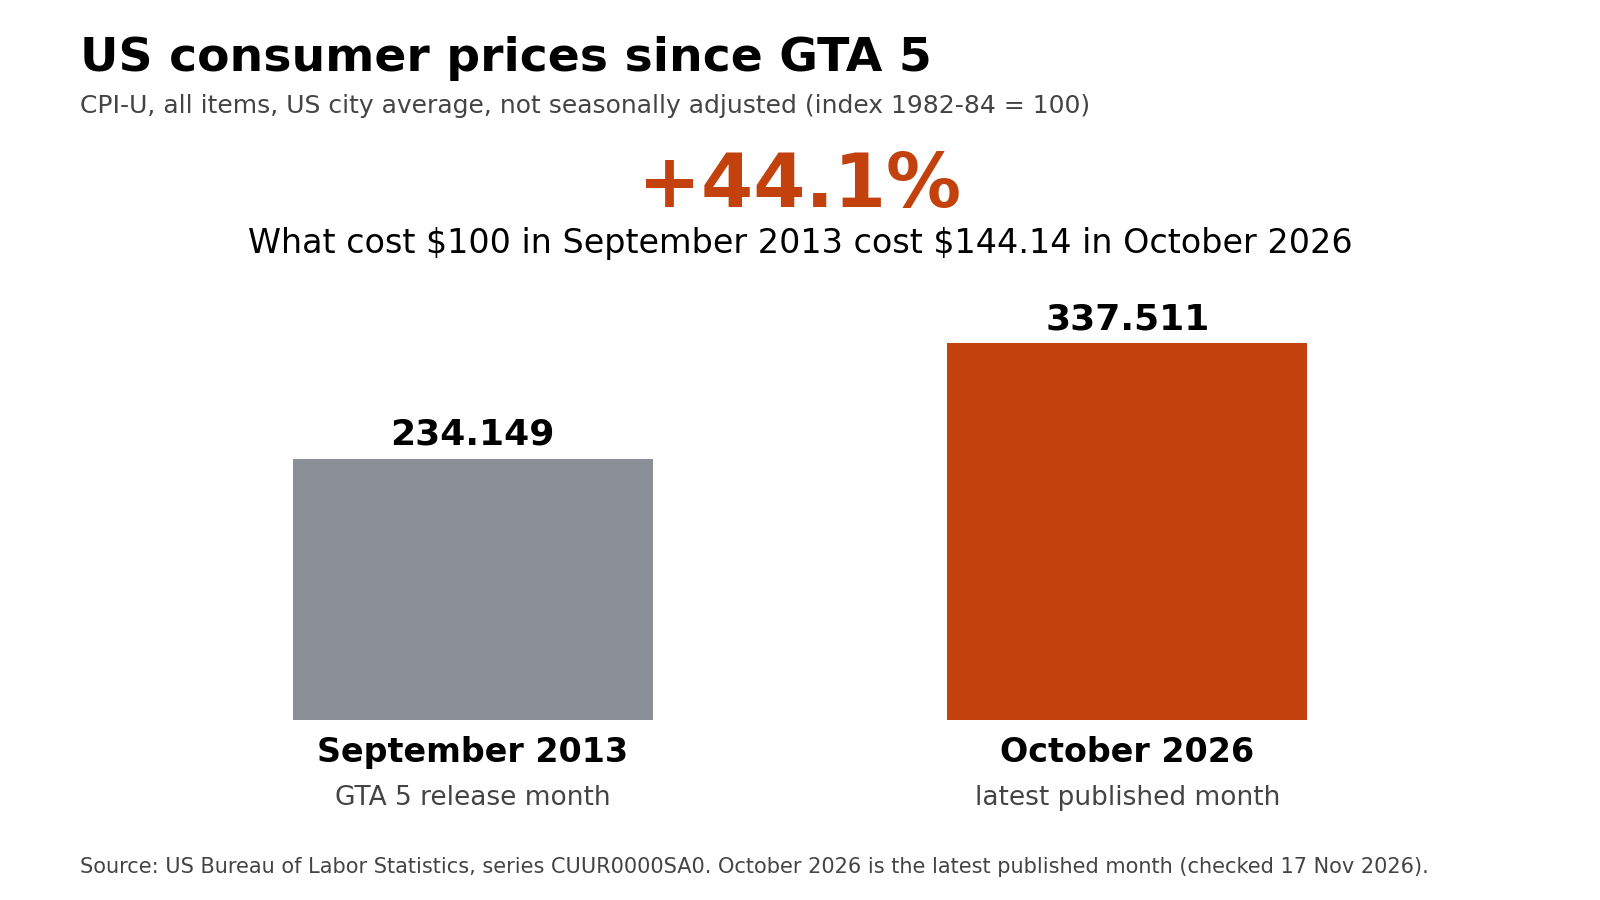 US consumer prices since GTA 5
CPI-U, all items, US city average, not seasonally adjusted (index 1982-84 = 100)
+44.1%
What cost $100 in September 2013 cost $144.14 in October 2026
234.149
337.511
September 2013
October 2026
GTA 5 release month
latest published month
Source: US Bureau of Labor Statistics, series CUUR0000SA0. October 2026 is the latest published month (checked 17 Nov 2026).